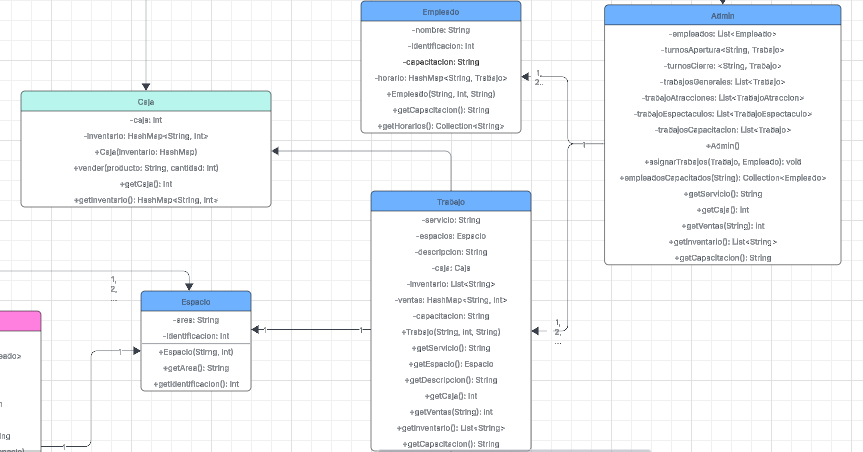 Empleado
-nombre: String
-identificacion: int
-capacitacion: String
-horario: HashMap<String, Trabajo>
+Empleado(String, int, String)
+getCapacitacion(): String
+getHorarios(): Collection<String>
Admin
-empleados: List<Empleado>
-turnosApertura<String, Trabajo>
-turnosCierre: <String, Trabajo>
-trabajosGenerales: List<Trabajo>
-trabajoAtracciones: List<TrabajoAtraccion>
-trabajoEspectaculos: List<TrabajoEspectaculo>
-trabajosCapacitacion: List<Trabajo>
+Admin()
+asignarTrabajos(Trabajo, Empleado): void
+empleadosCapacitados(String): Collection<Empleado>
+getServicio(): String
+getCaja(): int
+getVentas(String): int
+getInventario(): List<String>
+getCapacitacion(): String
1,
2..
1
Caja
-caja: int
-inventario: HashMap<String, int>
+Caja(inventario: HashMap)
+vender(producto: String, cantidad: int)
+getCaja(): int
+getInventario(): HashMap<String, int>
Trabajo
-servicio: String
-espacios: Espacio
-descripcion: String
-caja: Caja
-inventario: List<String>
-ventas: HashMap<String, int>
-capacitacion: String
+Trabajo(String, int, String)
+getServicio(): String
+getEspacio(): Espacio
+getDescripcion(): String
+getCaja(): int
+getVentas(String): int
+getInventario(): List<String>
+getCapacitacion(): String
1,
2,
...
1,
2,
...
Espacio
-area: String
-identificacion: int
+Espacio(Stirng, int)
+getArea(): String
+getIdentificacion(): int
1
1
1
1
eado>
ing